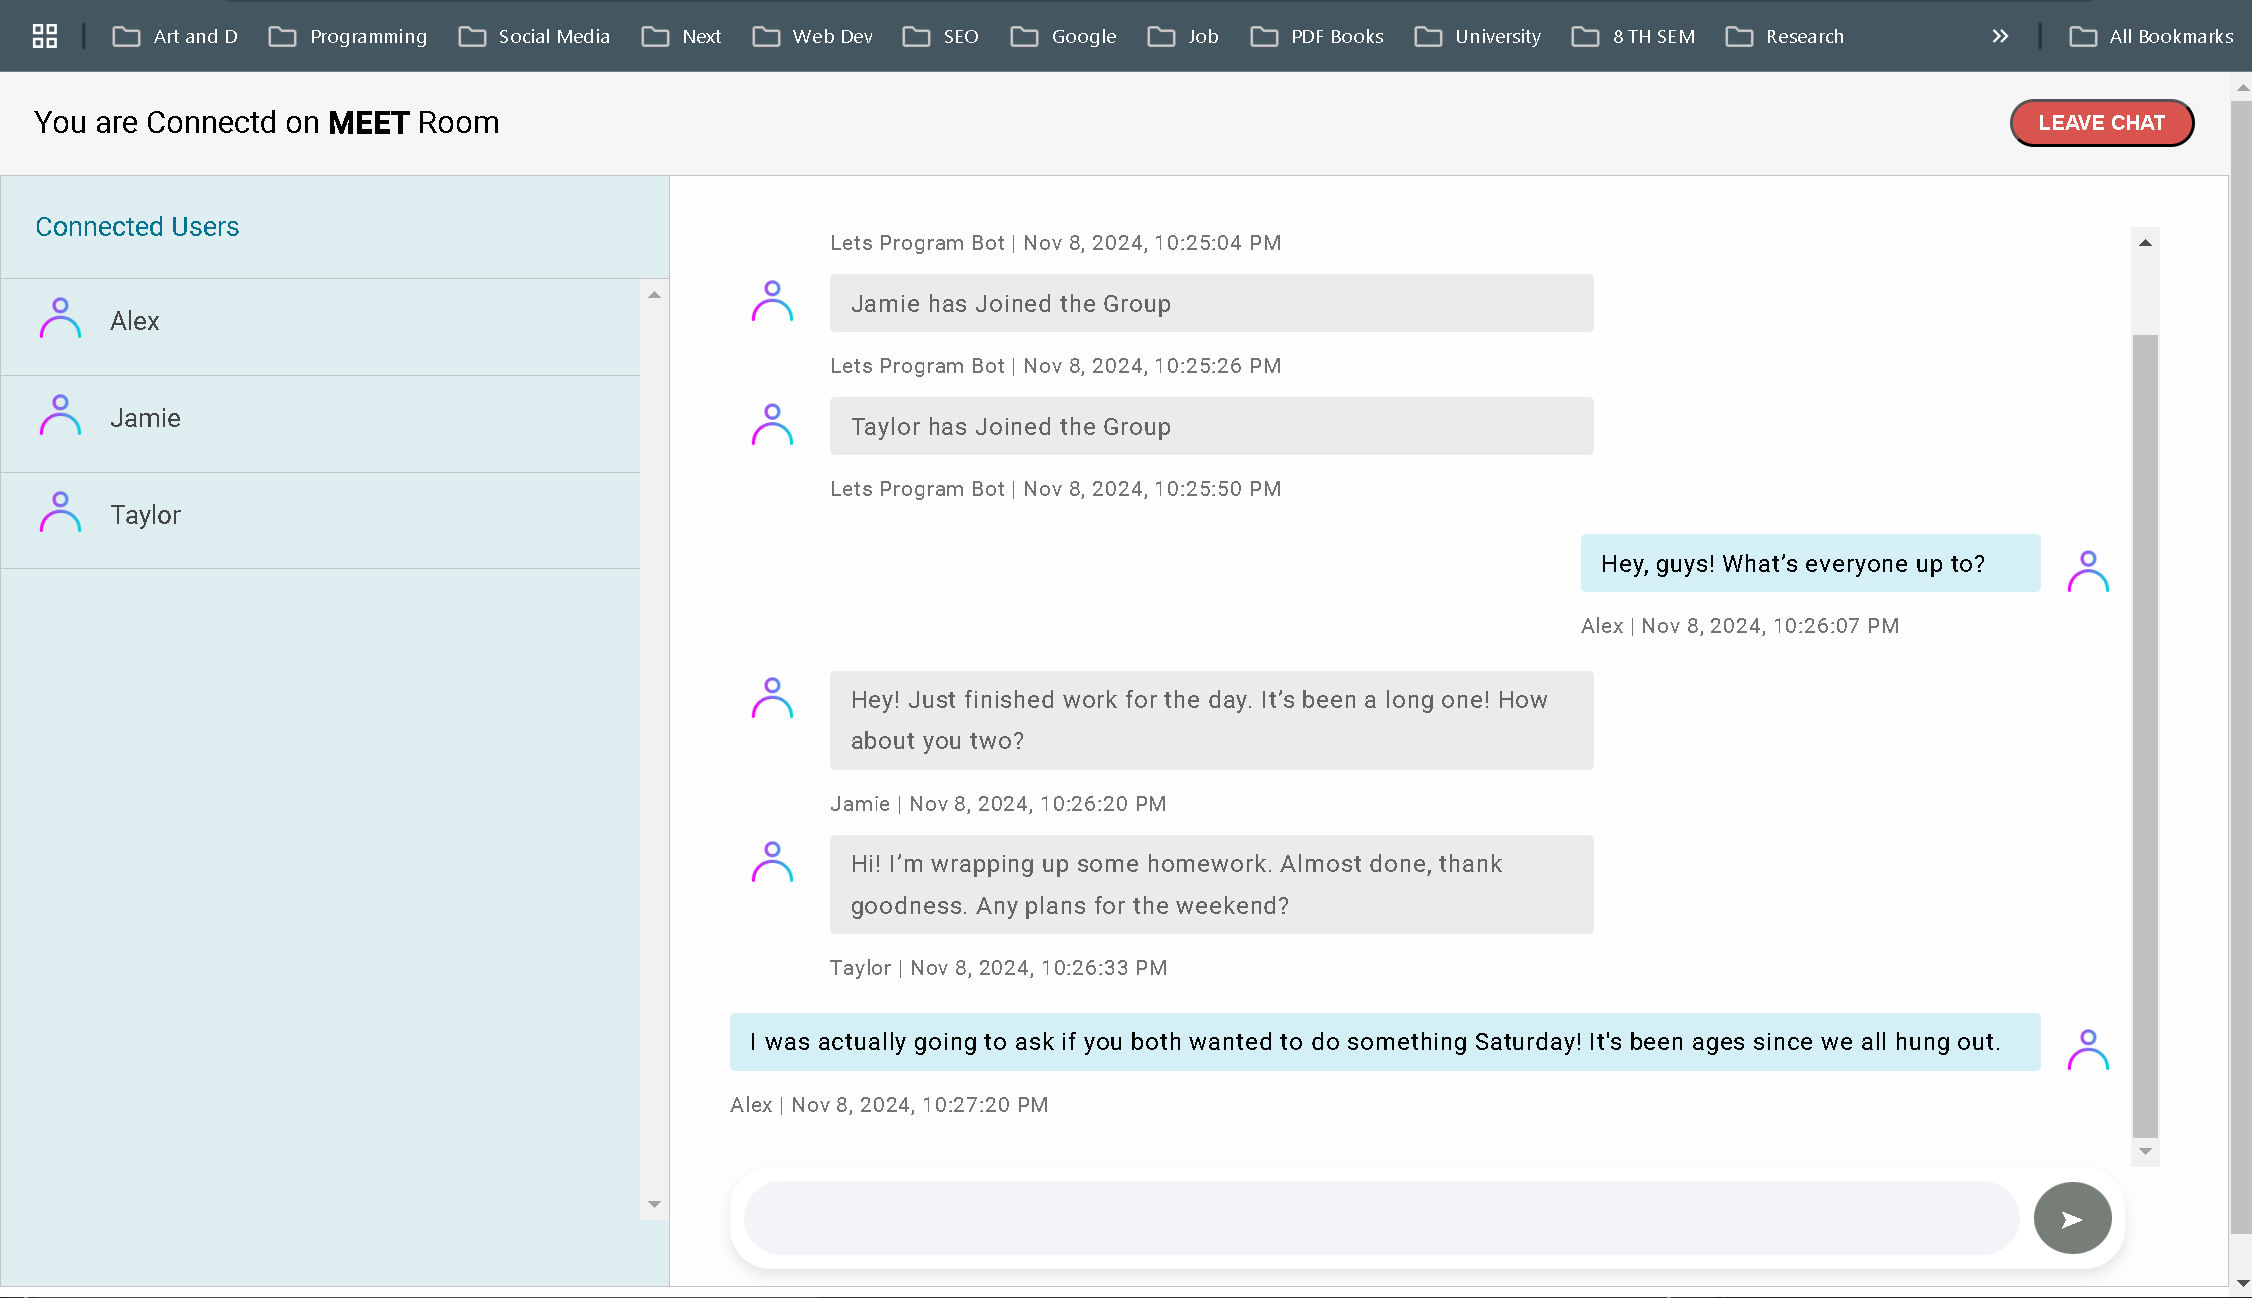 Art and D Programming Social Media Next Web Dev SEO Google Job PDF Books University 8 TH SEM Research » All Bookmarks
You are Connectd on MEET Room
LEAVE CHAT
Connected Users
Alex
Jamie
Taylor
Lets Program Bot | Nov 8, 2024, 10:25:04 PM
Jamie has Joined the Group
Lets Program Bot | Nov 8, 2024, 10:25:26 PM
Taylor has Joined the Group
Lets Program Bot | Nov 8, 2024, 10:25:50 PM
Hey, guys! What’s everyone up to?
Alex | Nov 8, 2024, 10:26:07 PM
Hey! Just finished work for the day. It’s been a long one! How
about you two?
Jamie | Nov 8, 2024, 10:26:20 PM
Hi! I’m wrapping up some homework. Almost done, thank
goodness. Any plans for the weekend?
Taylor | Nov 8, 2024, 10:26:33 PM
I was actually going to ask if you both wanted to do something Saturday! It's been ages since we all hung out.
Alex | Nov 8, 2024, 10:27:20 PM